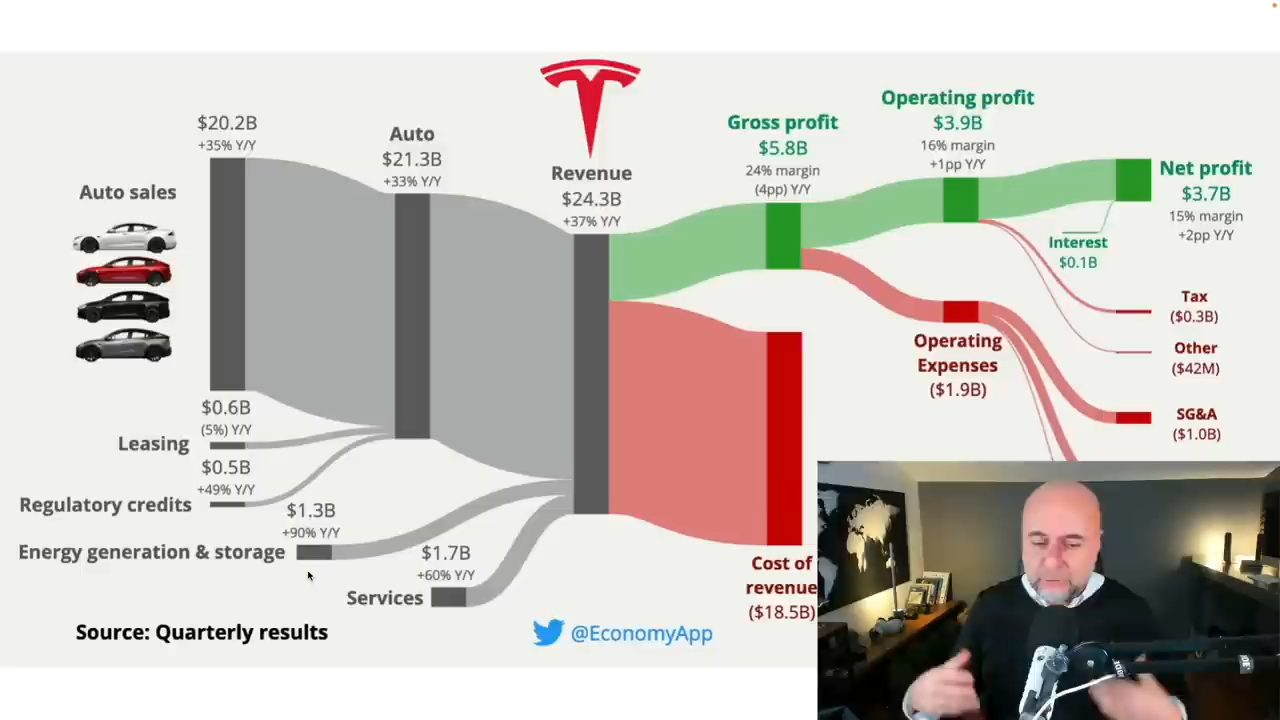 $20.2B
+35% Y/Y
Auto sales
$0.6B
(5%) Y/Y
Leasing
$0.5B
+49% Y/Y
Regulatory credits
$1.3B
+90% Y/Y
Energy generation & storage
$1.7B
+60% Y/Y
Services
Auto
$21.3B
+33% Y/Y
Revenue
$24.3B
+37% Y/Y
Gross profit
$5.8B
24% margin
(4pp) Y/Y
Cost of
revenue
($18.5B)
Operating profit
$3.9B
16% margin
+1pp Y/Y
Operating
Expenses
($1.9B)
Net profit
$3.7B
15% margin
+2pp Y/Y
Interest
$0.1B
Tax
($0.3B)
Other
($42M)
SG&A
($1.0B)
Source: Quarterly results
@EconomyApp